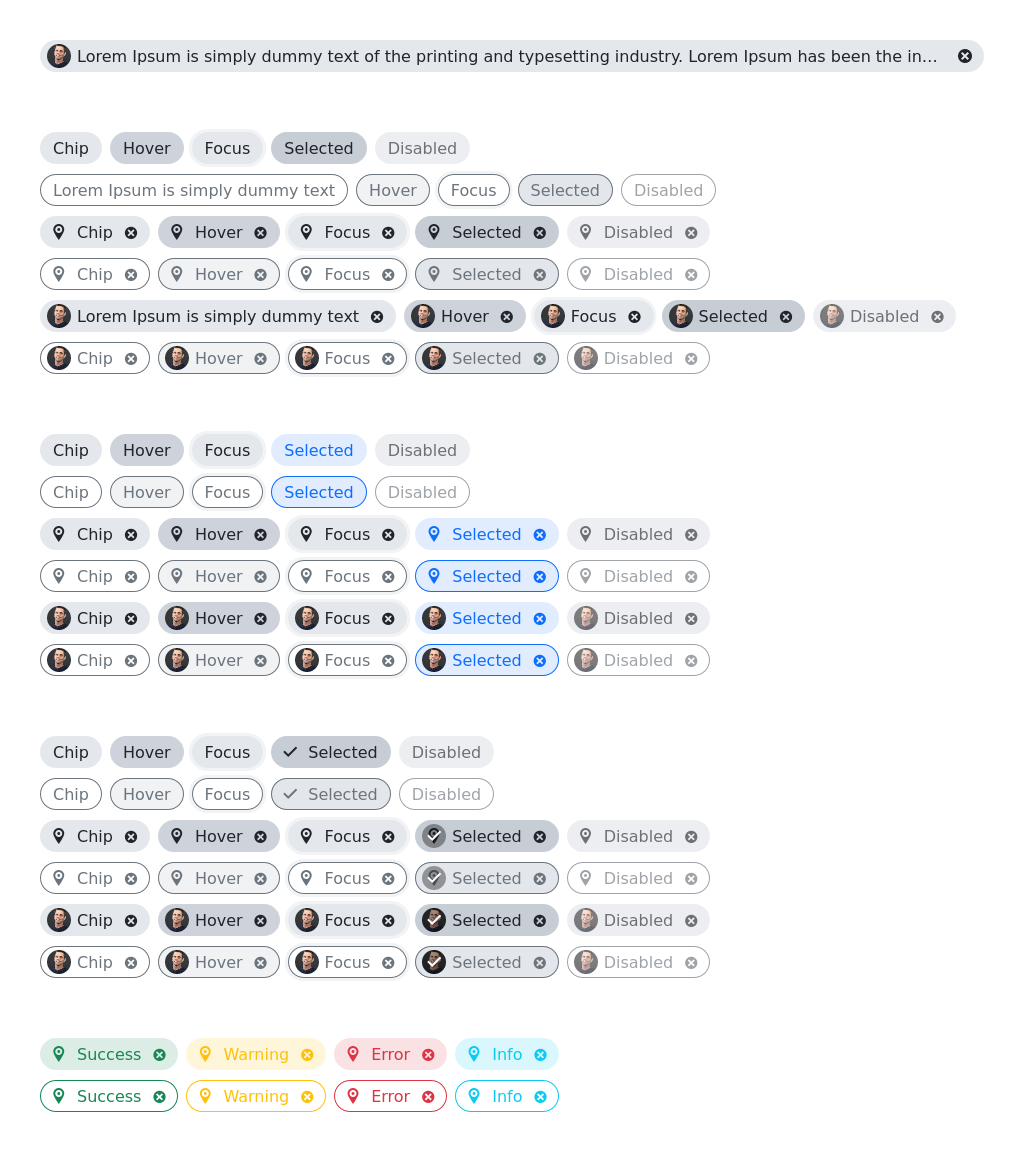 Lorem Ipsum is simply dummy text of the printing and typesetting industry. Lorem Ipsum has been the in...
Chip Hover Focus Selected Disabled
Lorem Ipsum is simply dummy text Hover Focus Selected Disabled
Chip Hover Focus Selected Disabled
Chip Hover Focus Selected Disabled
Lorem Ipsum is simply dummy text Hover Focus Selected Disabled
Chip Hover Focus Selected Disabled
Chip Hover Focus Selected Disabled
Chip Hover Focus Selected Disabled
Chip Hover Focus Selected Disabled
Chip Hover Focus Selected Disabled
Chip Hover Focus Selected Disabled
Chip Hover Focus Selected Disabled
Chip Hover Focus Selected Disabled
Chip Hover Focus Selected Disabled
Chip Hover Focus Selected Disabled
Chip Hover Focus Selected Disabled
Chip Hover Focus Selected Disabled
Chip Hover Focus Selected Disabled
Success Warning Error Info
Success Warning Error Info